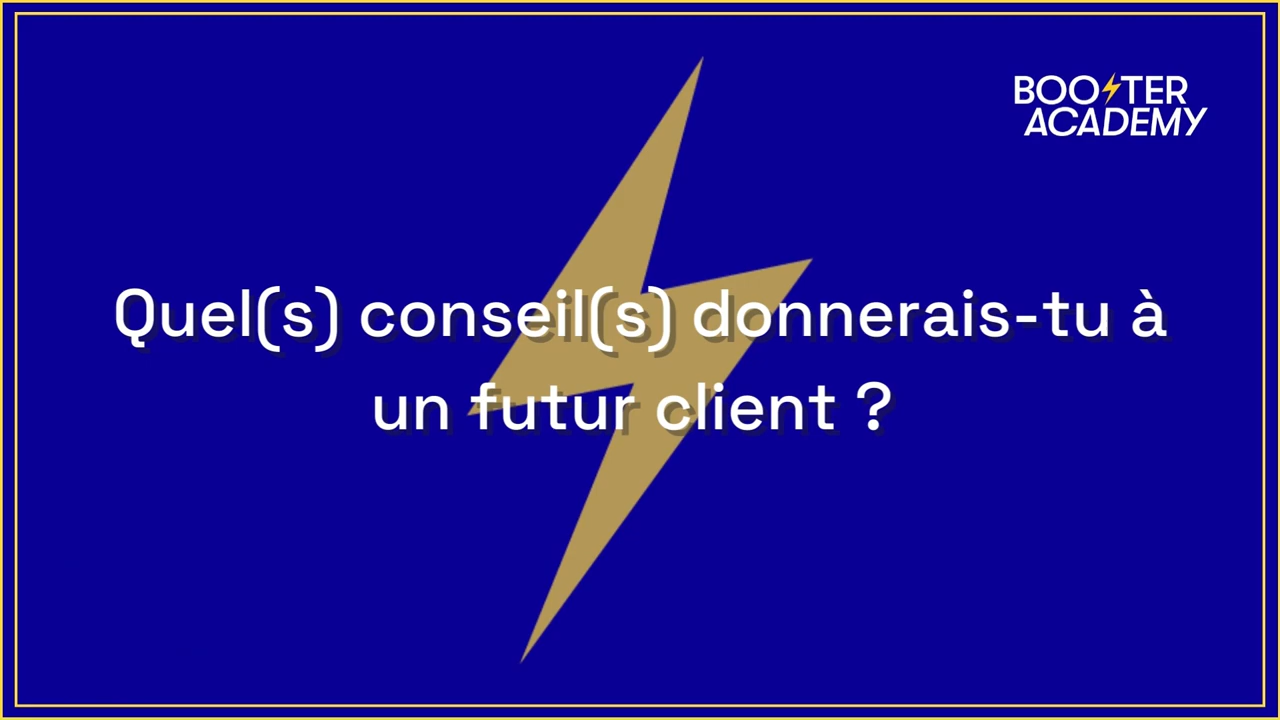 BOOSTER
ACADEMY
Quel(s) conseil(s) donnerais-tu à
un futur client ?